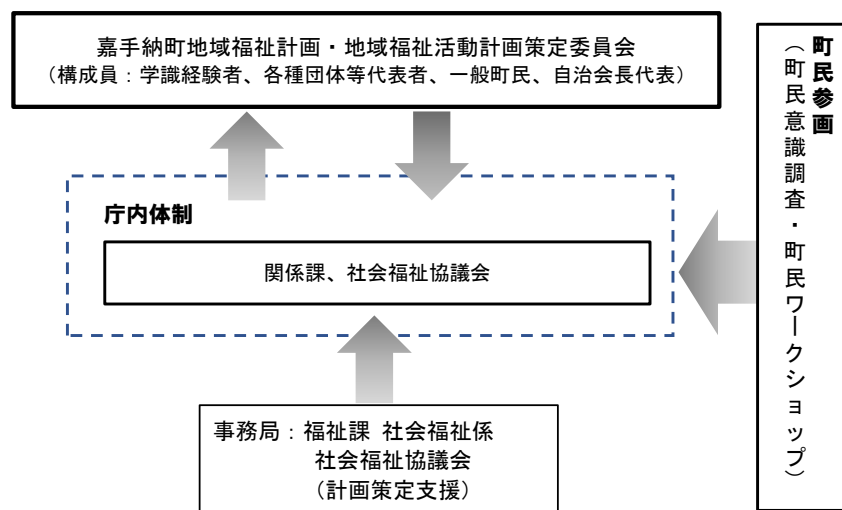 嘉手納町地域福祉計画・地域福祉活動計画策定委員会
（構成員：学識経験者、各種団体等代表者、一般町民、自治会長代表）
庁内体制
関係課、社会福祉協議会
事務局：福祉課 社会福祉係
社会福祉協議会
（計画策定支援）
町民参画
（町民意識調査・町民ワークショップ）